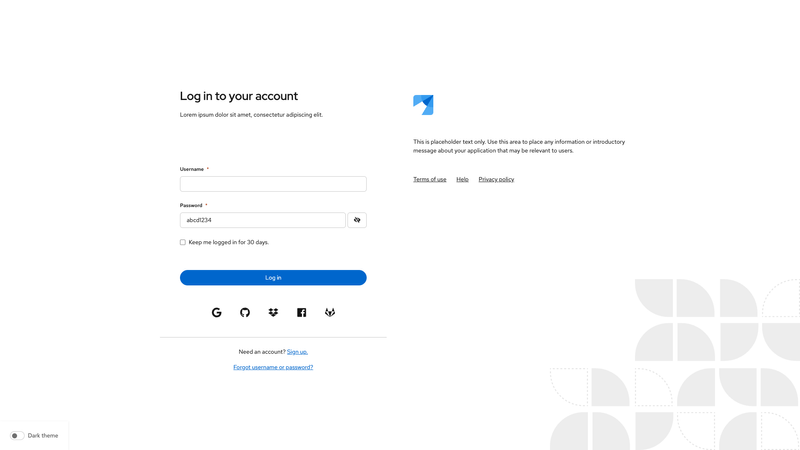 Log in to your account
Lorem ipsum dolor sit amet, consectetur adipiscing elit.
Username *
Password *
abcd1234
Keep me logged in for 30 days.
Log in
Need an account? Sign up.
Forgot username or password?
This is placeholder text only. Use this area to place any information or introductory
message about your application that may be relevant to users.
Terms of use Help Privacy policy
Dark theme